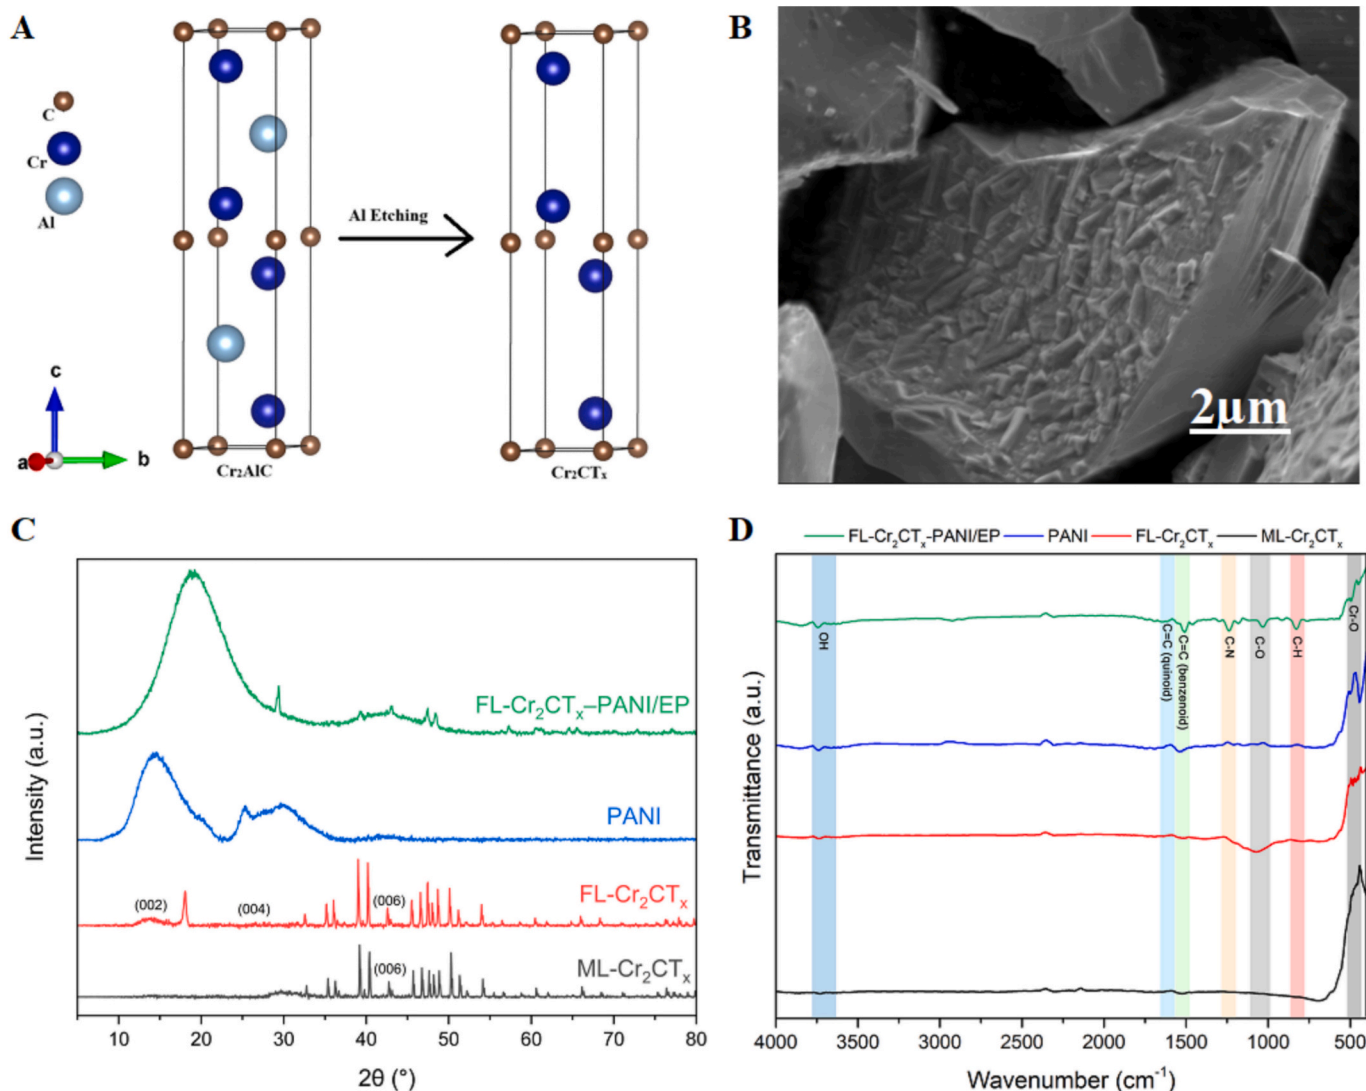 A
C
Cr
Al
c
a
b
Cr₂AlC
Al Etching
Cr₂CTₓ
B
2μm
C
Intensity (a.u.)
FL-Cr₂CTₓ–PANI/EP
PANI
FL-Cr₂CTₓ
(002)
(004)
(006)
ML-Cr₂CTₓ
(006)
10 20 30 40 50 60 70 80
2θ (°)
D
FL-Cr₂CTₓ-PANI/EP PANI FL-Cr₂CTₓ ML-Cr₂CTₓ
Transmittance (a.u.)
OH
C=C (quinoid)
C=C (benzenoid)
C-N
C-O
C-H
Cr-O
4000 3500 3000 2500 2000 1500 1000 500
Wavenumber (cm⁻¹)